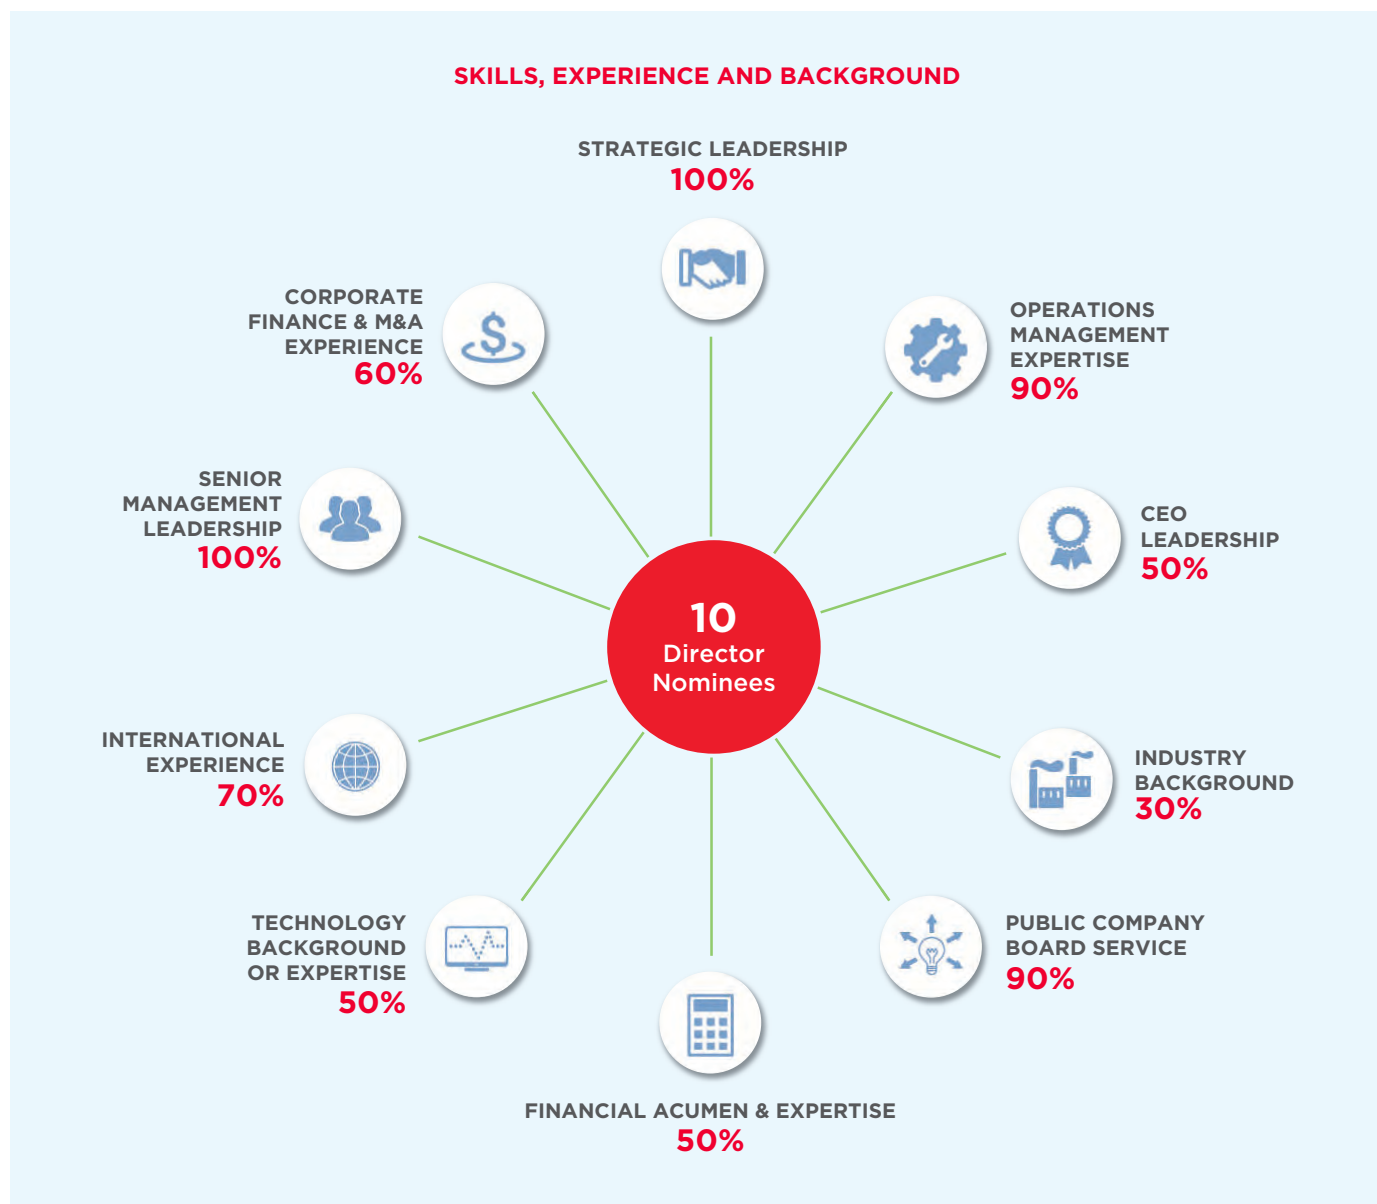 SKILLS, EXPERIENCE AND BACKGROUND
STRATEGIC LEADERSHIP
100%
OPERATIONS
MANAGEMENT
EXPERTISE
90%
CEO
LEADERSHIP
50%
INDUSTRY
BACKGROUND
30%
PUBLIC COMPANY
BOARD SERVICE
90%
FINANCIAL ACUMEN & EXPERTISE
50%
TECHNOLOGY
BACKGROUND
OR EXPERTISE
50%
INTERNATIONAL
EXPERIENCE
70%
SENIOR
MANAGEMENT
LEADERSHIP
100%
CORPORATE
FINANCE & M&A
EXPERIENCE
60%
$
10
Director
Nominees